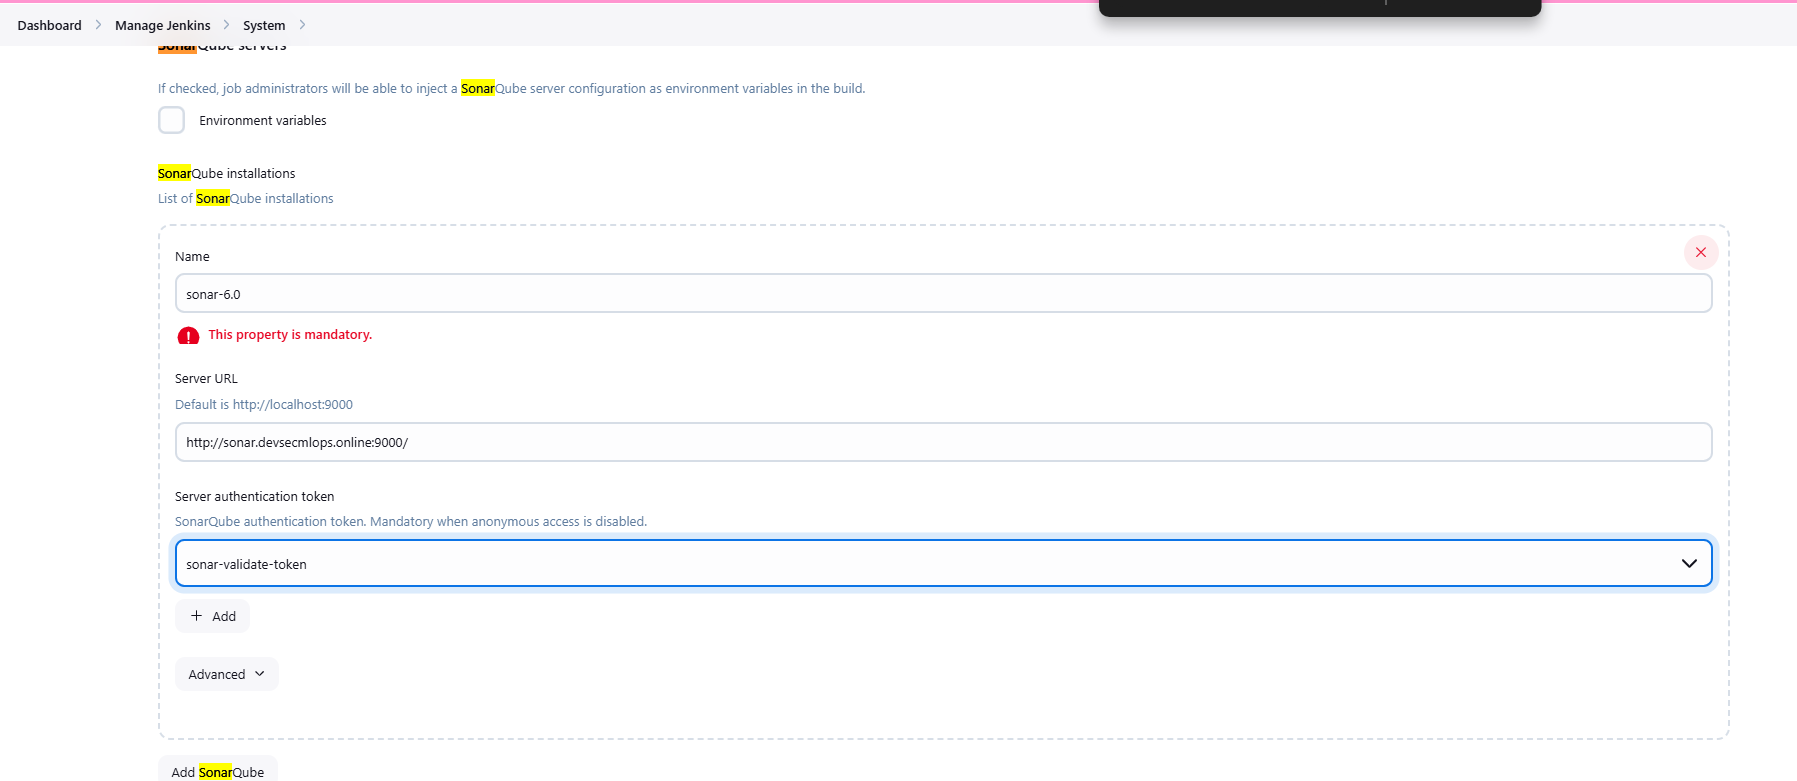 Dashboard > Manage Jenkins > System >
SonarQube servers
If checked, job administrators will be able to inject a SonarQube server configuration as environment variables in the build.
Environment variables
SonarQube installations
List of SonarQube installations
Name
sonar-6.0
This property is mandatory.
Server URL
Default is http://localhost:9000
http://sonar.devsecmlops.online:9000/
Server authentication token
SonarQube authentication token. Mandatory when anonymous access is disabled.
sonar-validate-token
+ Add
Advanced
Add SonarQube